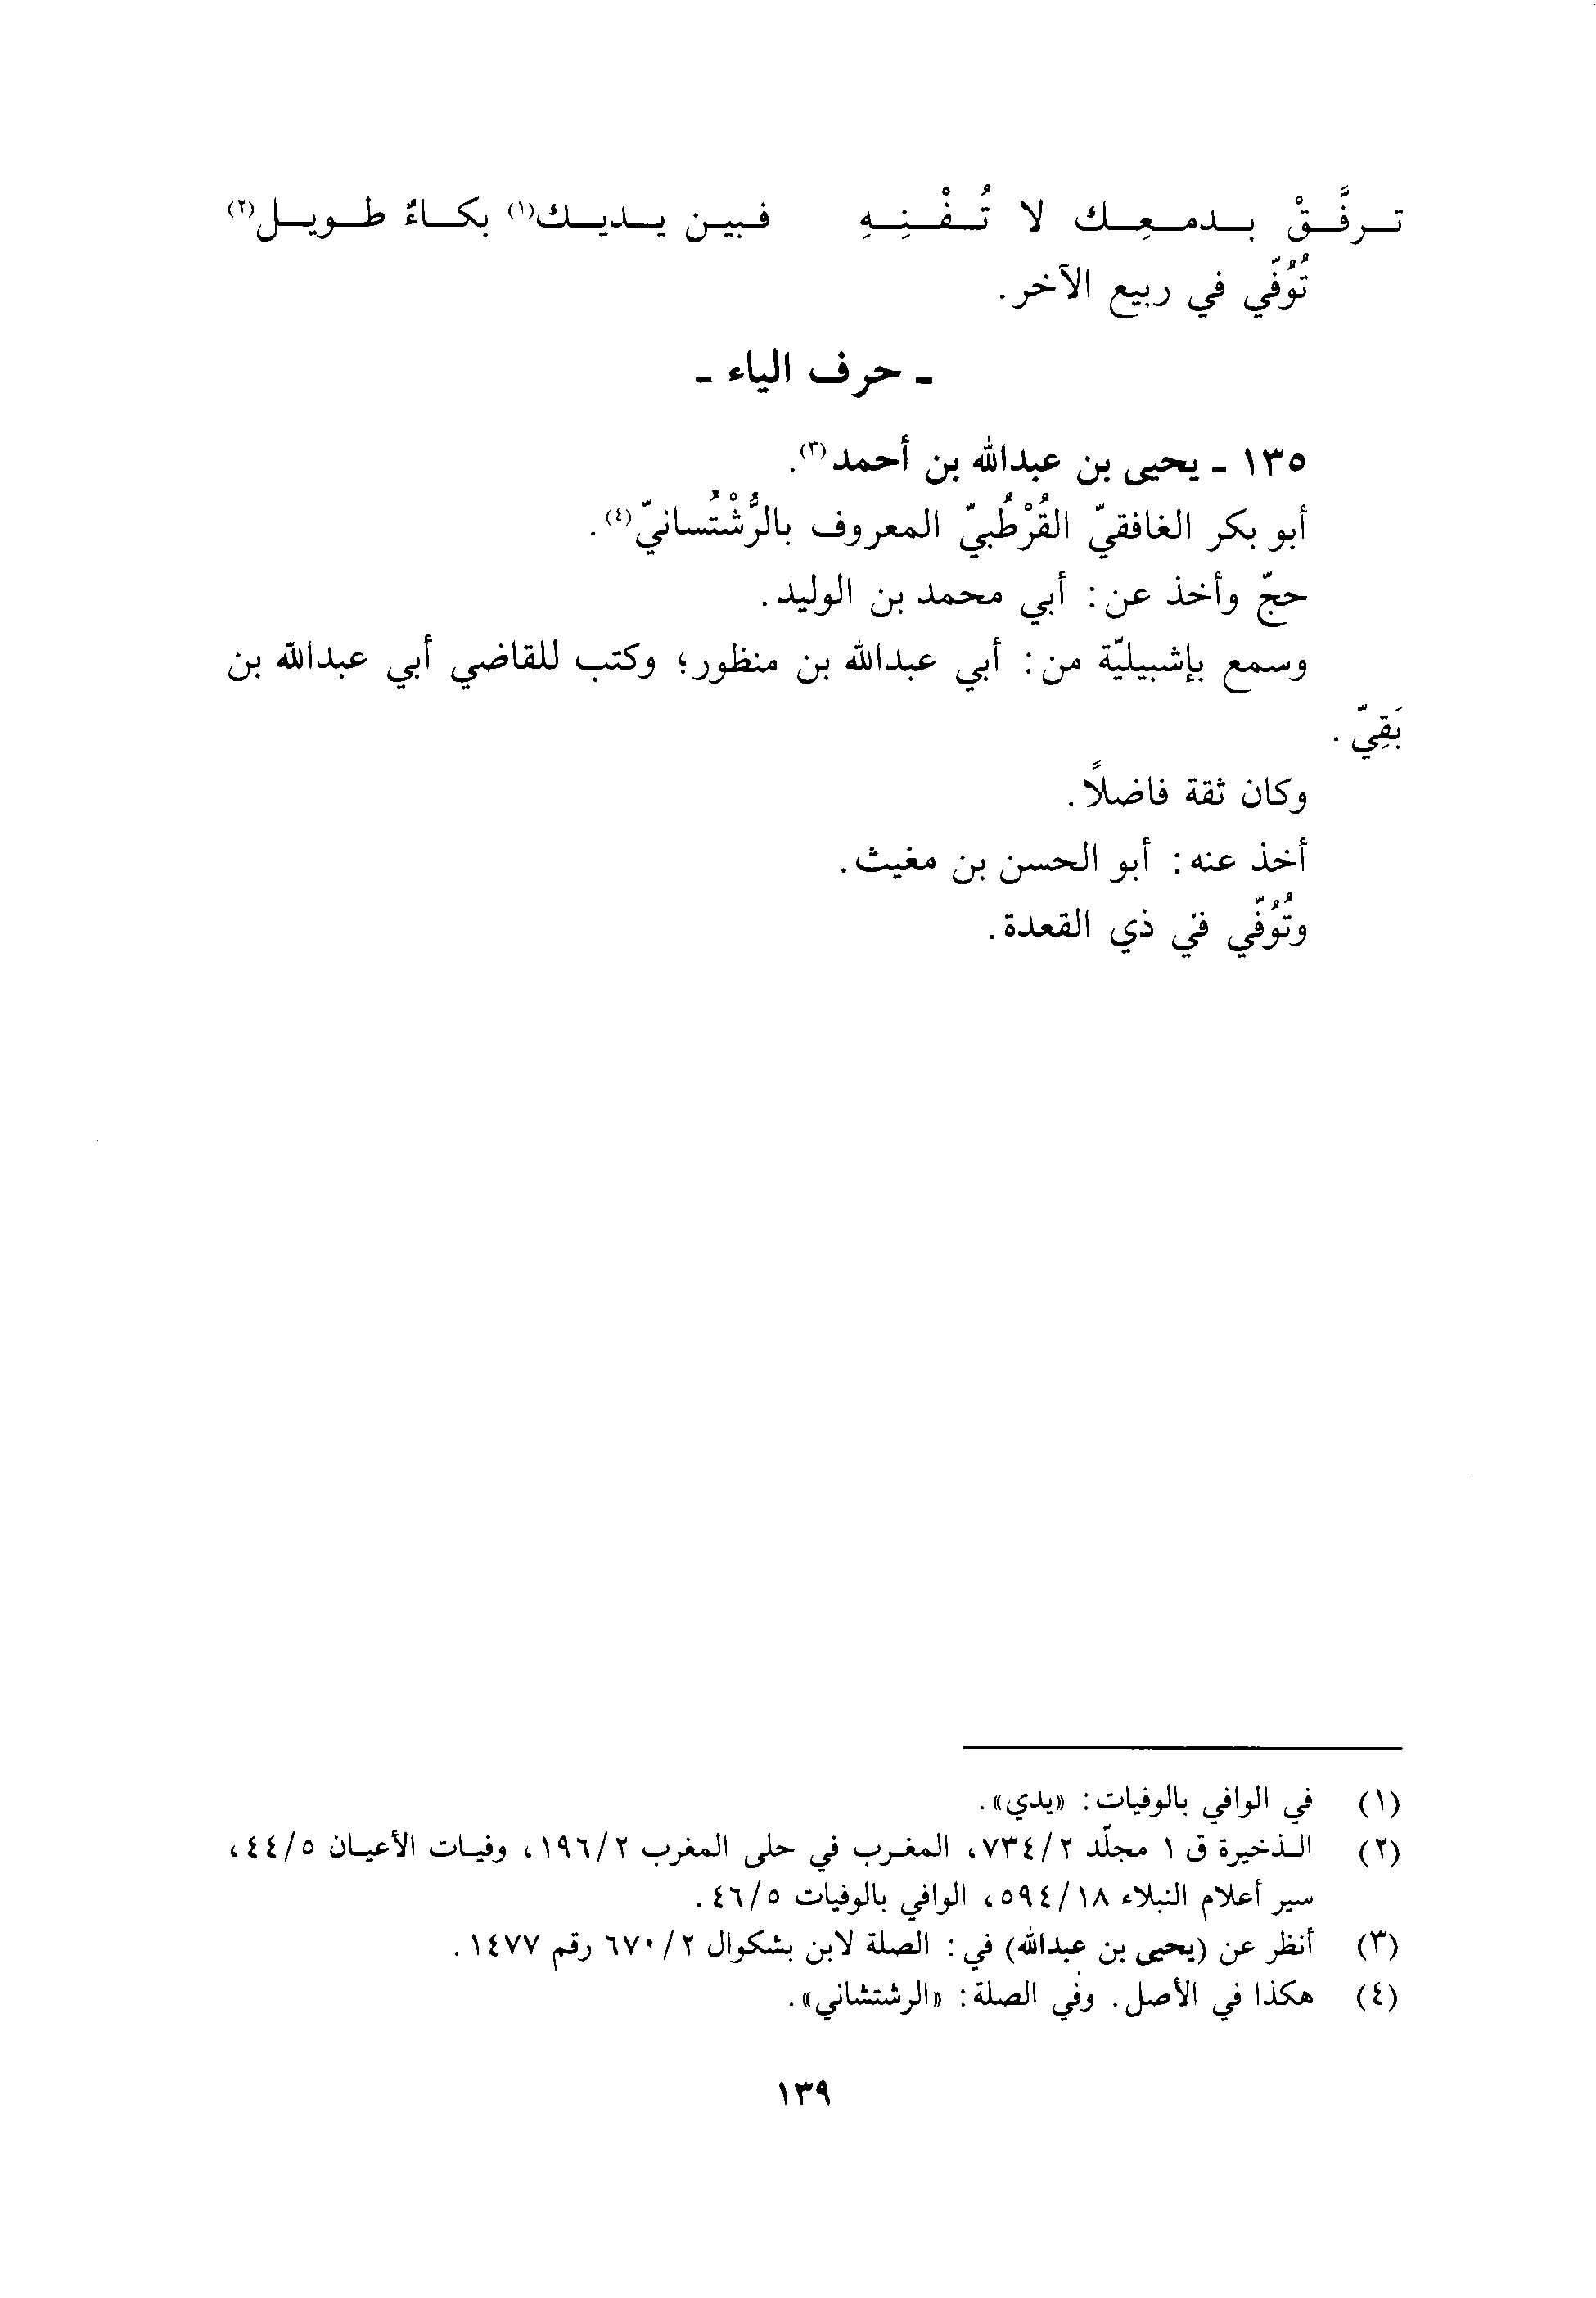 ترفَّقْ بدمعِك لا تُفْنِهِ فبين يديك(١) بكاءٌ طويل(٢)
تُوُفّي في ربيع الآخر.
ـ حرف الياء ـ
١٣٥ ـ يحيى بن عبدالله بن أحمد(٣).
أبو بكر الغافقيّ القُرْطُبيّ المعروف بالرُّشْتُسانيّ(٤).
حجّ وأخذ عن: أبي محمد بن الوليد.
وسمع بإشبيليّة من: أبي عبدالله بن منظور؛ وكتب للقاضي أبي عبدالله بن
بَقِيّ.
وكان ثقة فاضلاً.
أخذ عنه: أبو الحسن بن مغيث.
وتُوُفّي في ذي القعدة.
(١) في الوافي بالوفيات: «يدي».
(٢) الذخيرة ق ١ مجلّد ٢/ ٧٣٤، المغرب في حلى المغرب ٢/ ١٩٦، وفيات الأعيان ٥/ ٤٤،
سير أعلام النبلاء ١٨/ ٥٩٤، الوافي بالوفيات ٥/ ٤٦.
(٣) أنظر عن (يحيى بن عبدالله) في: الصلة لابن بشكوال ٢/ ٦٧٠ رقم ١٤٧٧.
(٤) هكذا في الأصل. وفي الصلة: «الرشتشاني».
١٣٩